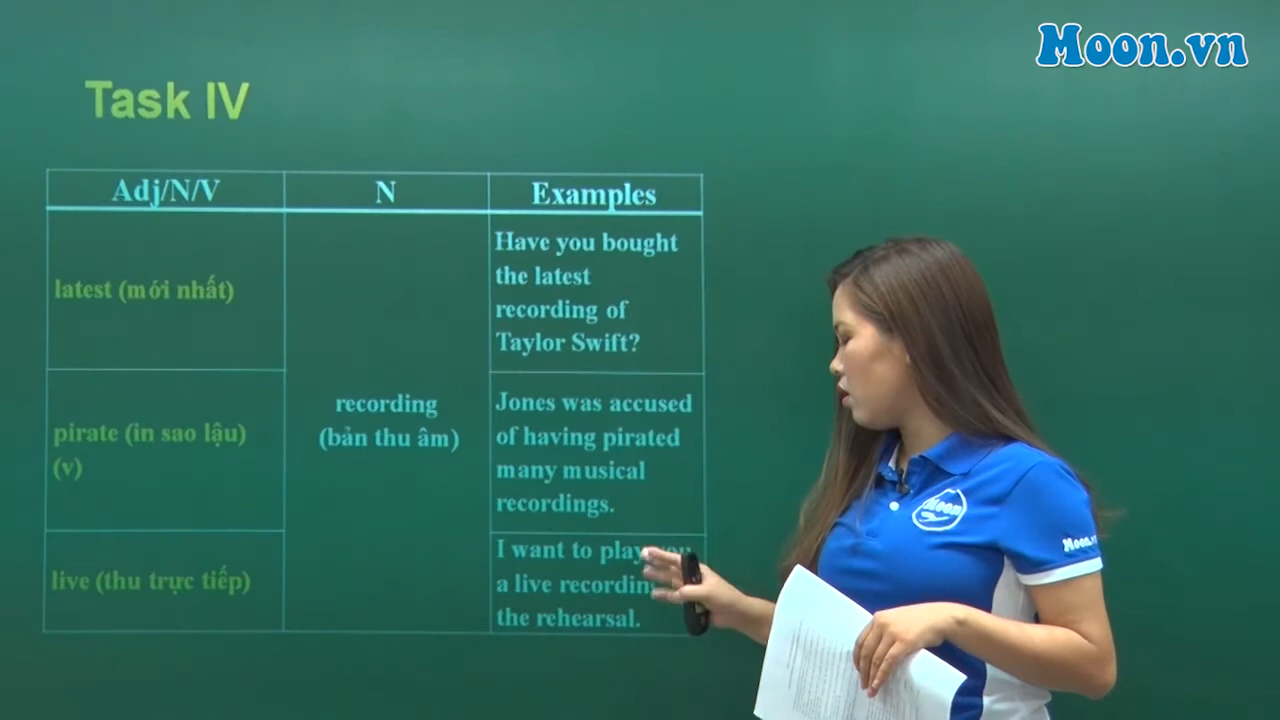 Moon.vn
Task IV
Adj/N/V
N
Examples
latest (mới nhất)
recording
(bản thu âm)
Have you bought
the latest
recording of
Taylor Swift?
pirate (in sao lậu)
(v)
Jones was accused
of having pirated
many musical
recordings.
live (thu trực tiếp)
I want to play you
a live recording
the rehearsal.
Moon
Moon.v